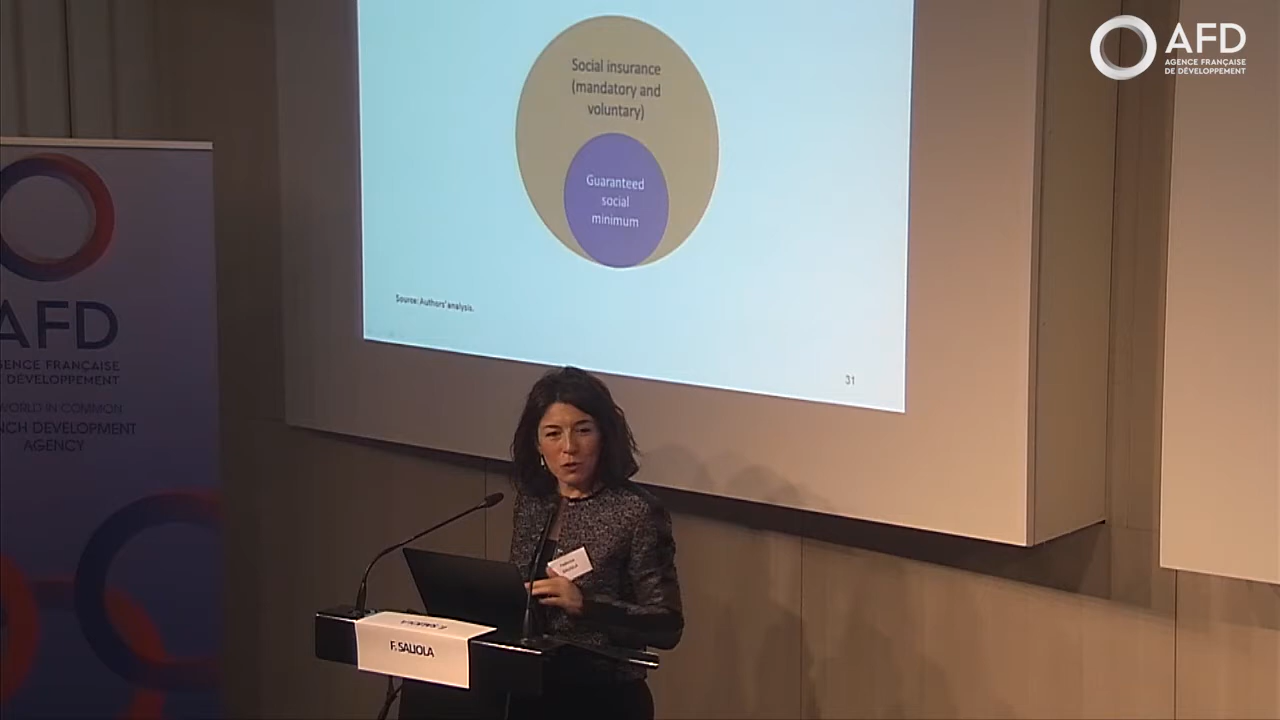 AFD
AGENCE FRANÇAISE
DE DÉVELOPPEMENT
Social insurance
(mandatory and
voluntary)
Guaranteed
social
minimum
Source: Authors' analysis.
31
AFD
ENCE FRANÇAISE
DÉVELOPPEMENT
WORLD IN COMMON
NCH DEVELOPMENT
AGENCY
F. SALIOLA
F. SALIOLA